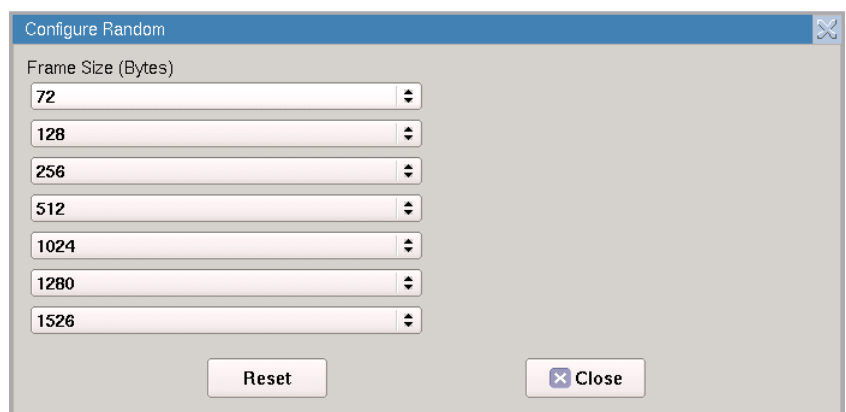 Configure Random
Frame Size (Bytes)
72
128
256
512
1024
1280
1526
Reset
Close